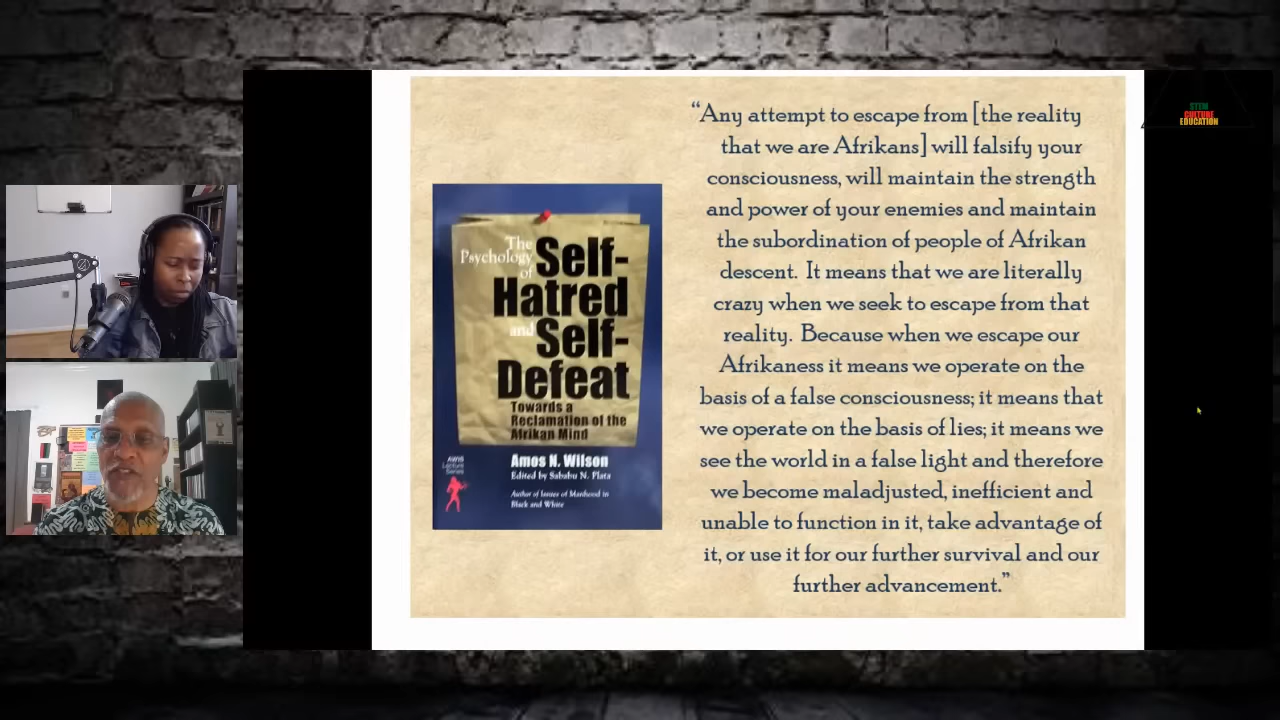 STEM
CULTURE
EDUCATION
“Any attempt to escape from [the reality
that we are Afrikans] will falsify your
consciousness, will maintain the strength
and power of your enemies and maintain
the subordination of people of Afrikan
descent. It means that we are literally
crazy when we seek to escape from that
reality. Because when we escape our
Afrikaness it means we operate on the
basis of a false consciousness; it means that
we operate on the basis of lies; it means we
see the world in a false light and therefore
we become maladjusted, inefficient and
unable to function in it, take advantage of
it, or use it for our further survival and our
further advancement.”
The
Psychology
of
Self-
Hatred
and Self-
Defeat
Towards a
Reclamation of the
Afrikan Mind
Amos N. Wilson
Edited by Sababu N. Plata
Author of Issues of Manhood in
Black and White
Lecture
Series